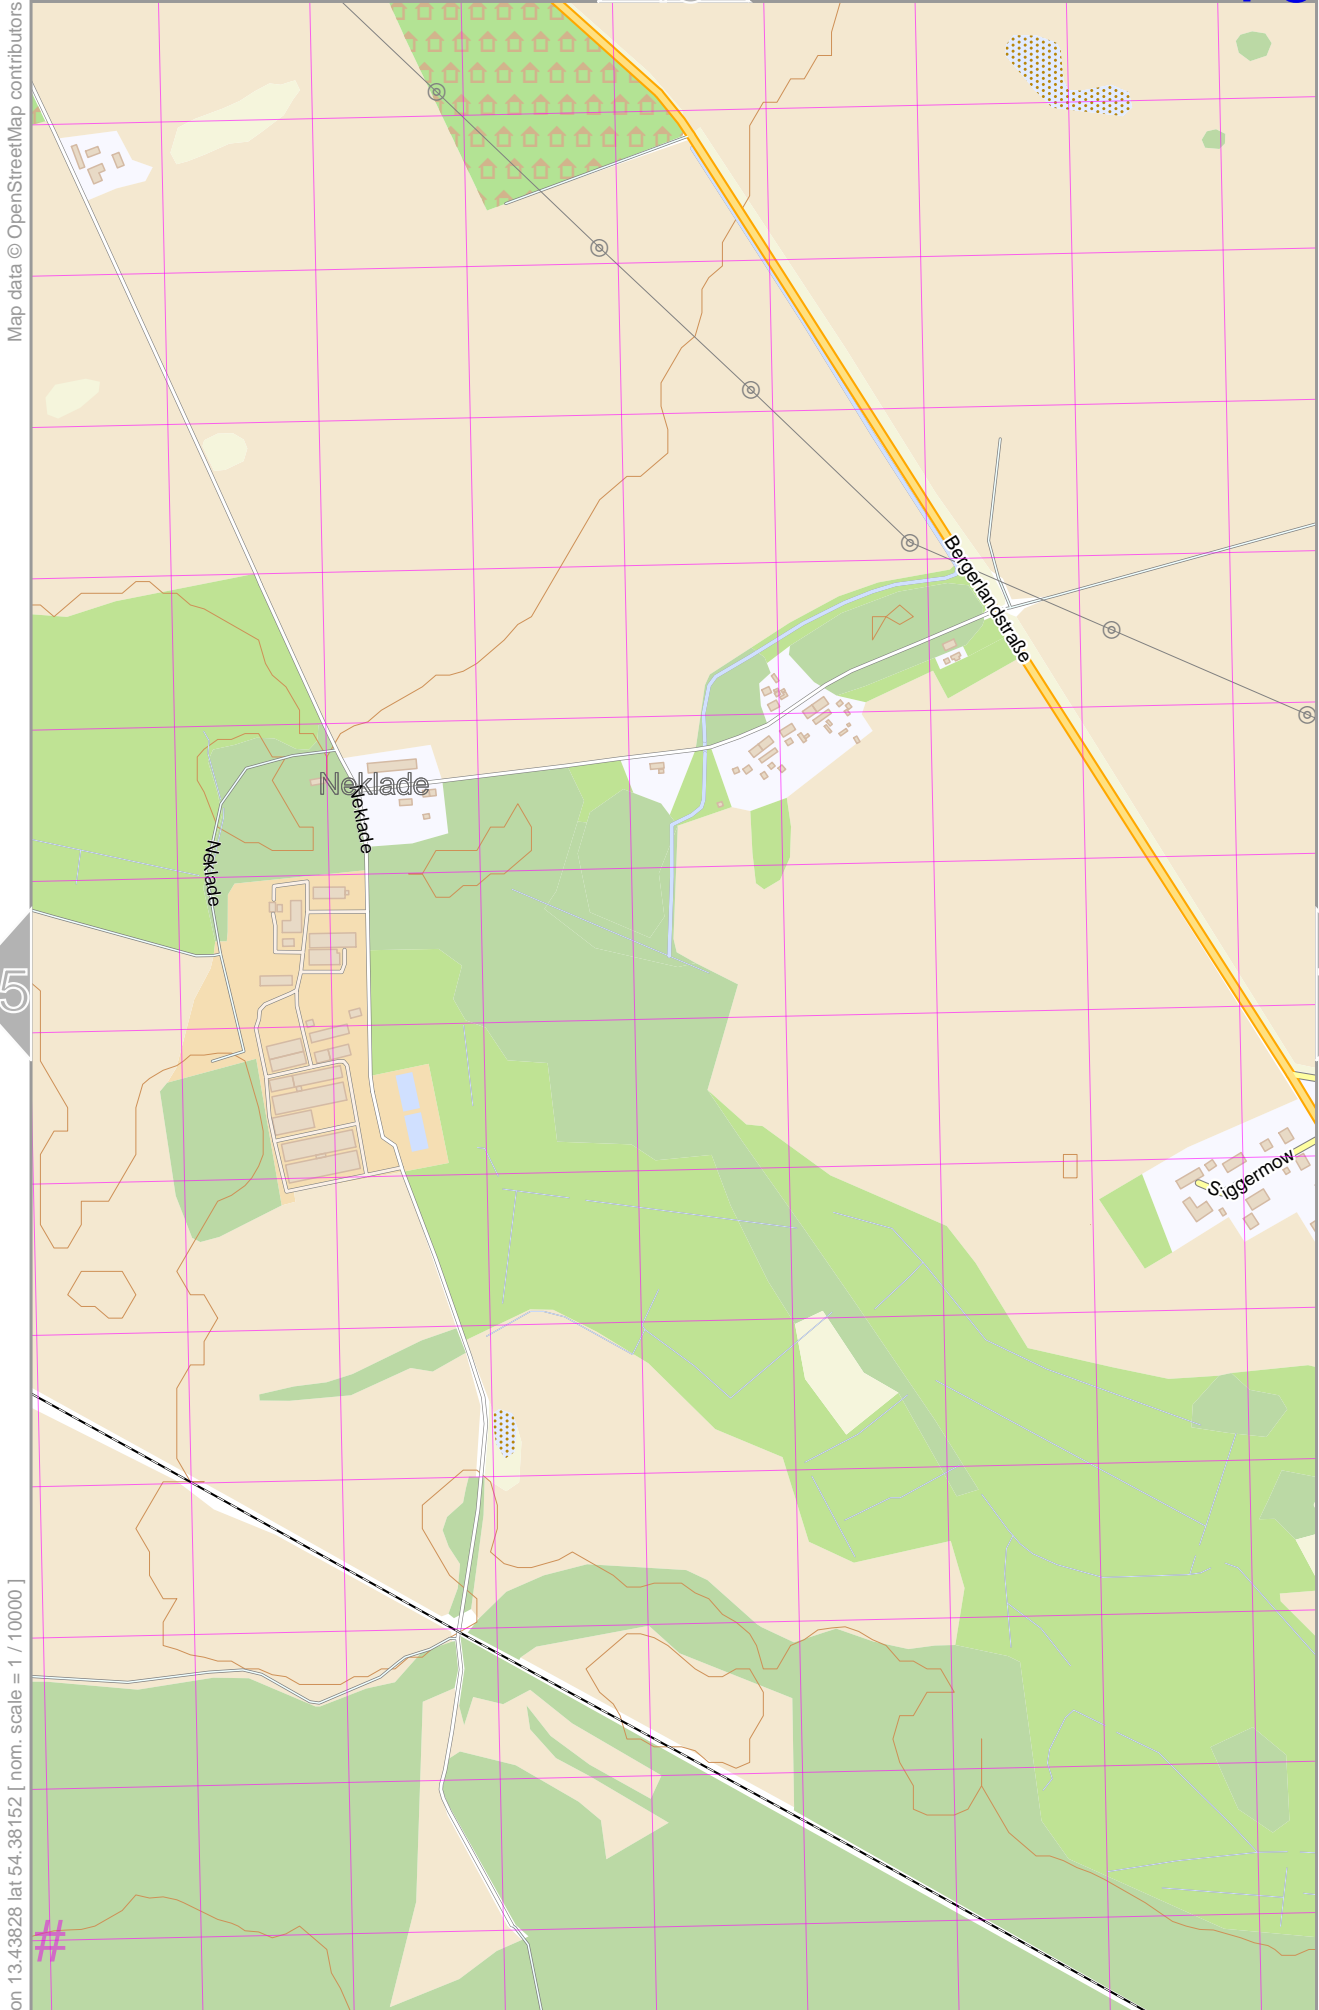 Map data © OpenStreetMap contributors
Bergerlandstraße
Neklade
Neklade
Neklade
5
Siggermow
on 13.43828 lat 54.38152 [ nom. scale = 1 / 10000 ]
#